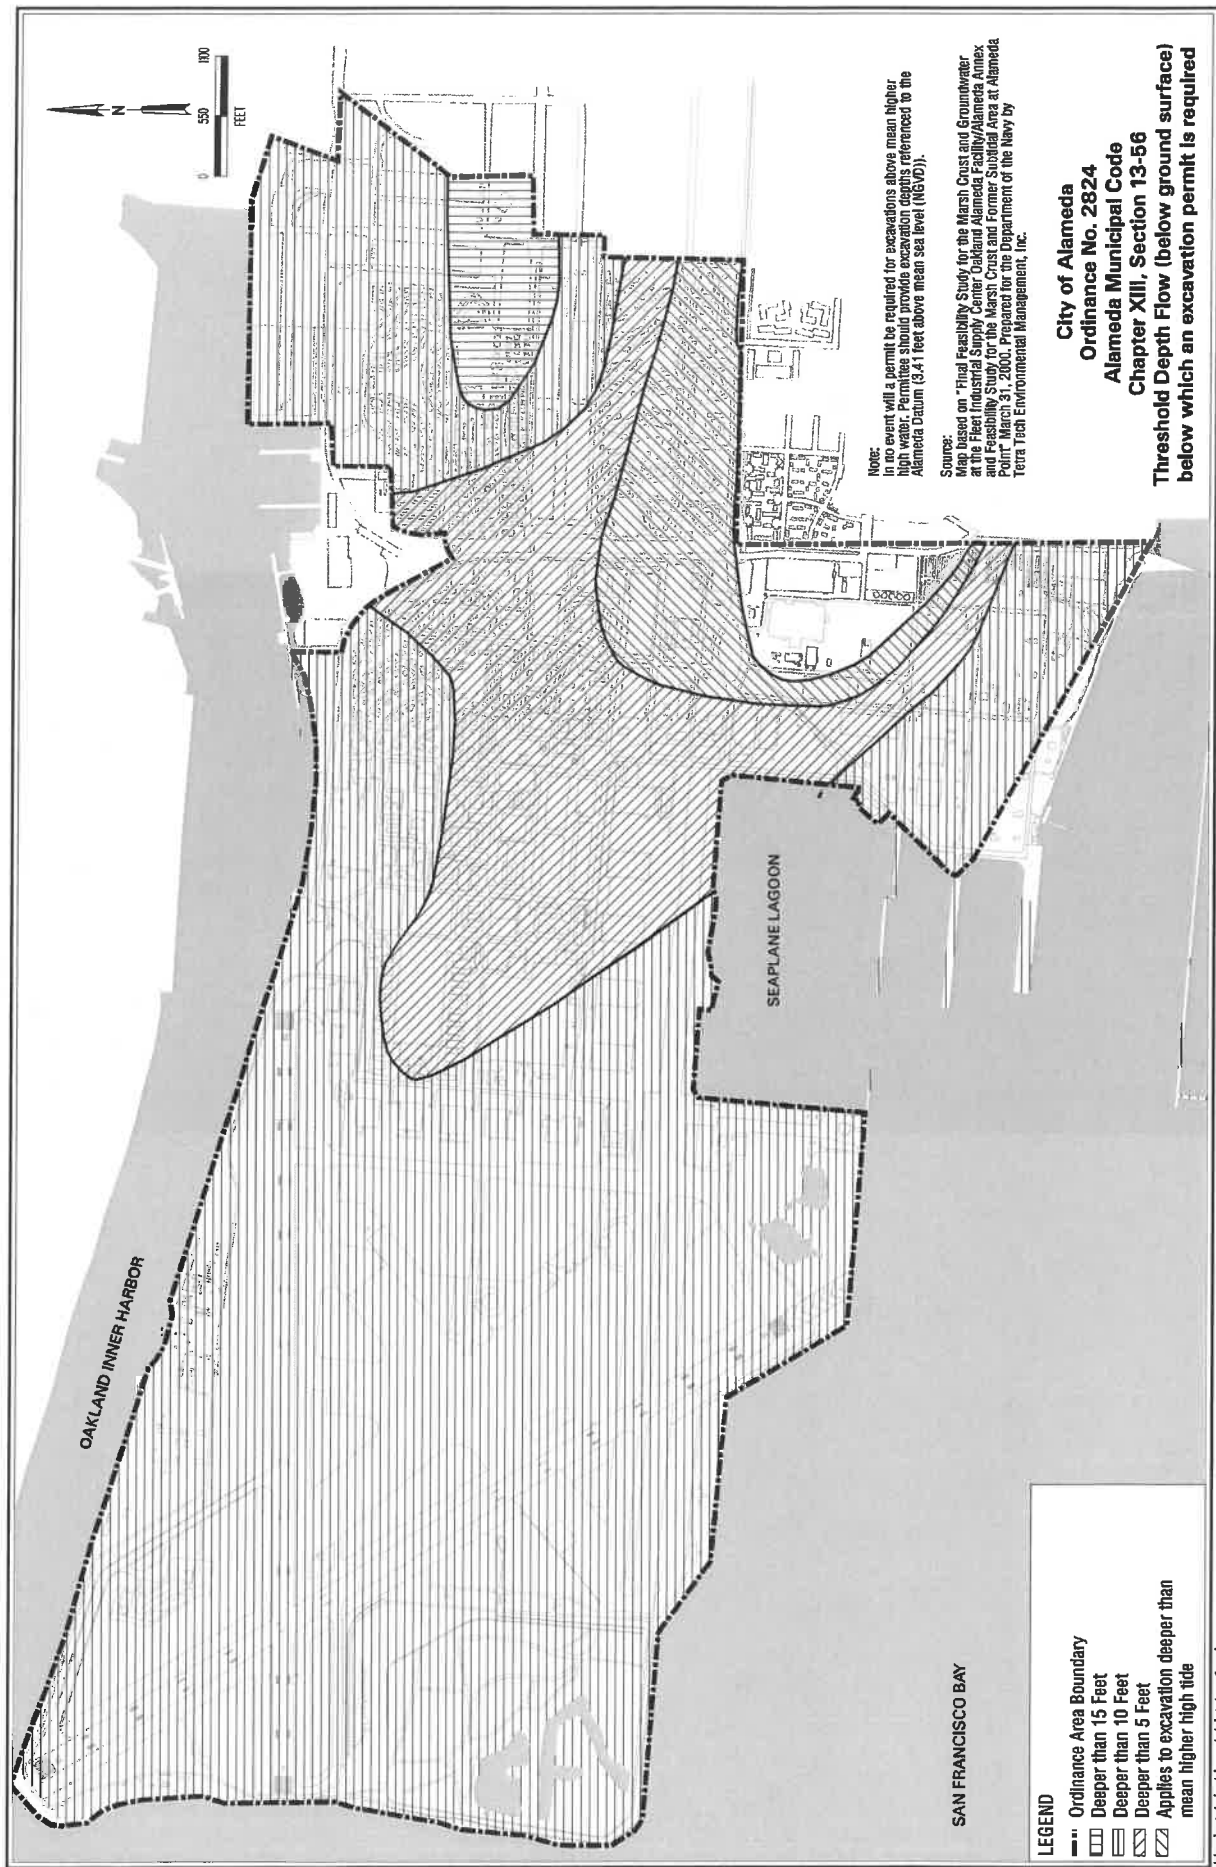 N
0
550
1100
FEET
OAKLAND INNER HARBOR
SEAPLANE LAGOON
SAN FRANCISCO BAY
Note:
In no event will a permit be required for excavations above mean higher
high water. Permittee should provide excavation depths referenced to the
Alameda Datum (3.41 feet above mean sea level (NGVD)).
Source:
Map based on "Final Feasibility Study for the Marsh Crust and Groundwater
at the Fleet Industrial Supply Center Oakland Alameda Facility/Alameda Annex
and Feasibility Study for the Marsh Crust and Former Subtidal Area at Alameda
Point" March 31, 2000. Prepared for the Department of the Navy by
Tetra Tech Environmental Management, Inc.
City of Alameda
Ordinance No. 2824
Alameda Municipal Code
Chapter XIII, Section 13-56
Threshold Depth Flow (below ground surface)
below which an excavation permit is required
LEGEND
Ordinance Area Boundary
Deeper than 15 Feet
Deeper than 10 Feet
Deeper than 5 Feet
Applies to excavation deeper than
mean higher high tide